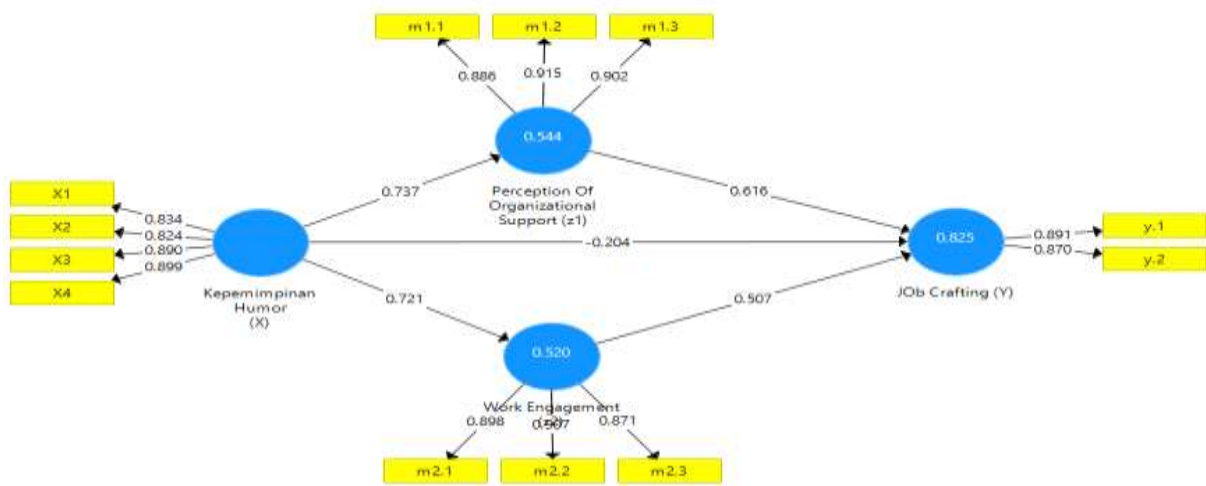 m1.1
m1.2
m1.3
0.886
0.915
0.902
0.544
Perception Of
Organizational
Support (z1)
0.737
0.616
X1
X2
X3
X4
0.834
0.824
0.890
0.899
Kepemimpinan
Humor
(X)
-0.204
0.825
JOb Crafting (Y)
0.891
0.870
y.1
y.2
0.721
0.507
0.520
Work Engagement
0.898
0.871
m2.1
m2.2
m2.3